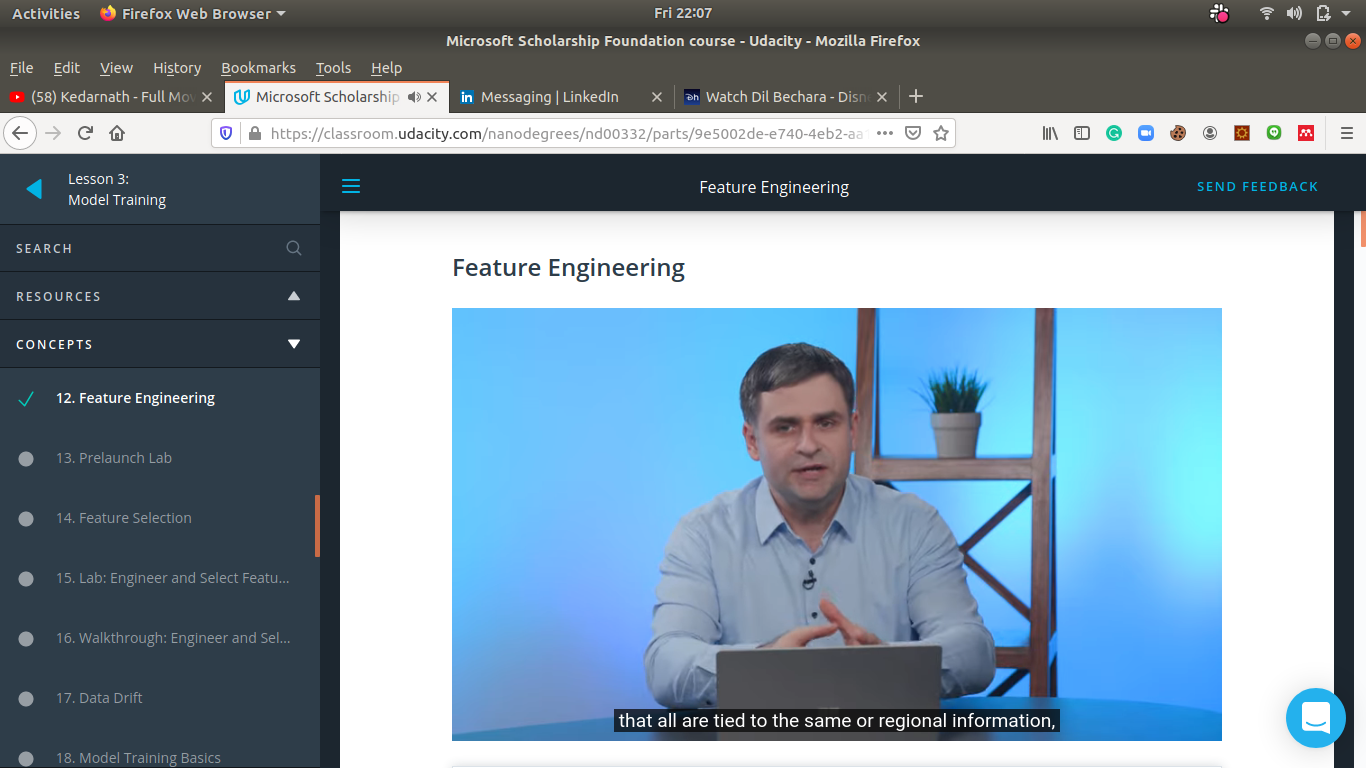 Activities Firefox Web Browser Fri 22:07
Microsoft Scholarship Foundation course - Udacity - Mozilla Firefox
File Edit View History Bookmarks Tools Help
(58) Kedarnath - Full Mov Microsoft Scholarship Messaging | LinkedIn Watch Dil Bechara - Disn
https://classroom.udacity.com/nanodegrees/nd00332/parts/9e5002de-e740-4eb2-aa
Lesson 3:
Model Training
Feature Engineering
SEND FEEDBACK
SEARCH
RESOURCES
CONCEPTS
12. Feature Engineering
13. Prelaunch Lab
14. Feature Selection
15. Lab: Engineer and Select Featu...
16. Walkthrough: Engineer and Sel...
17. Data Drift
18. Model Training Basics
Feature Engineering
that all are tied to the same or regional information,